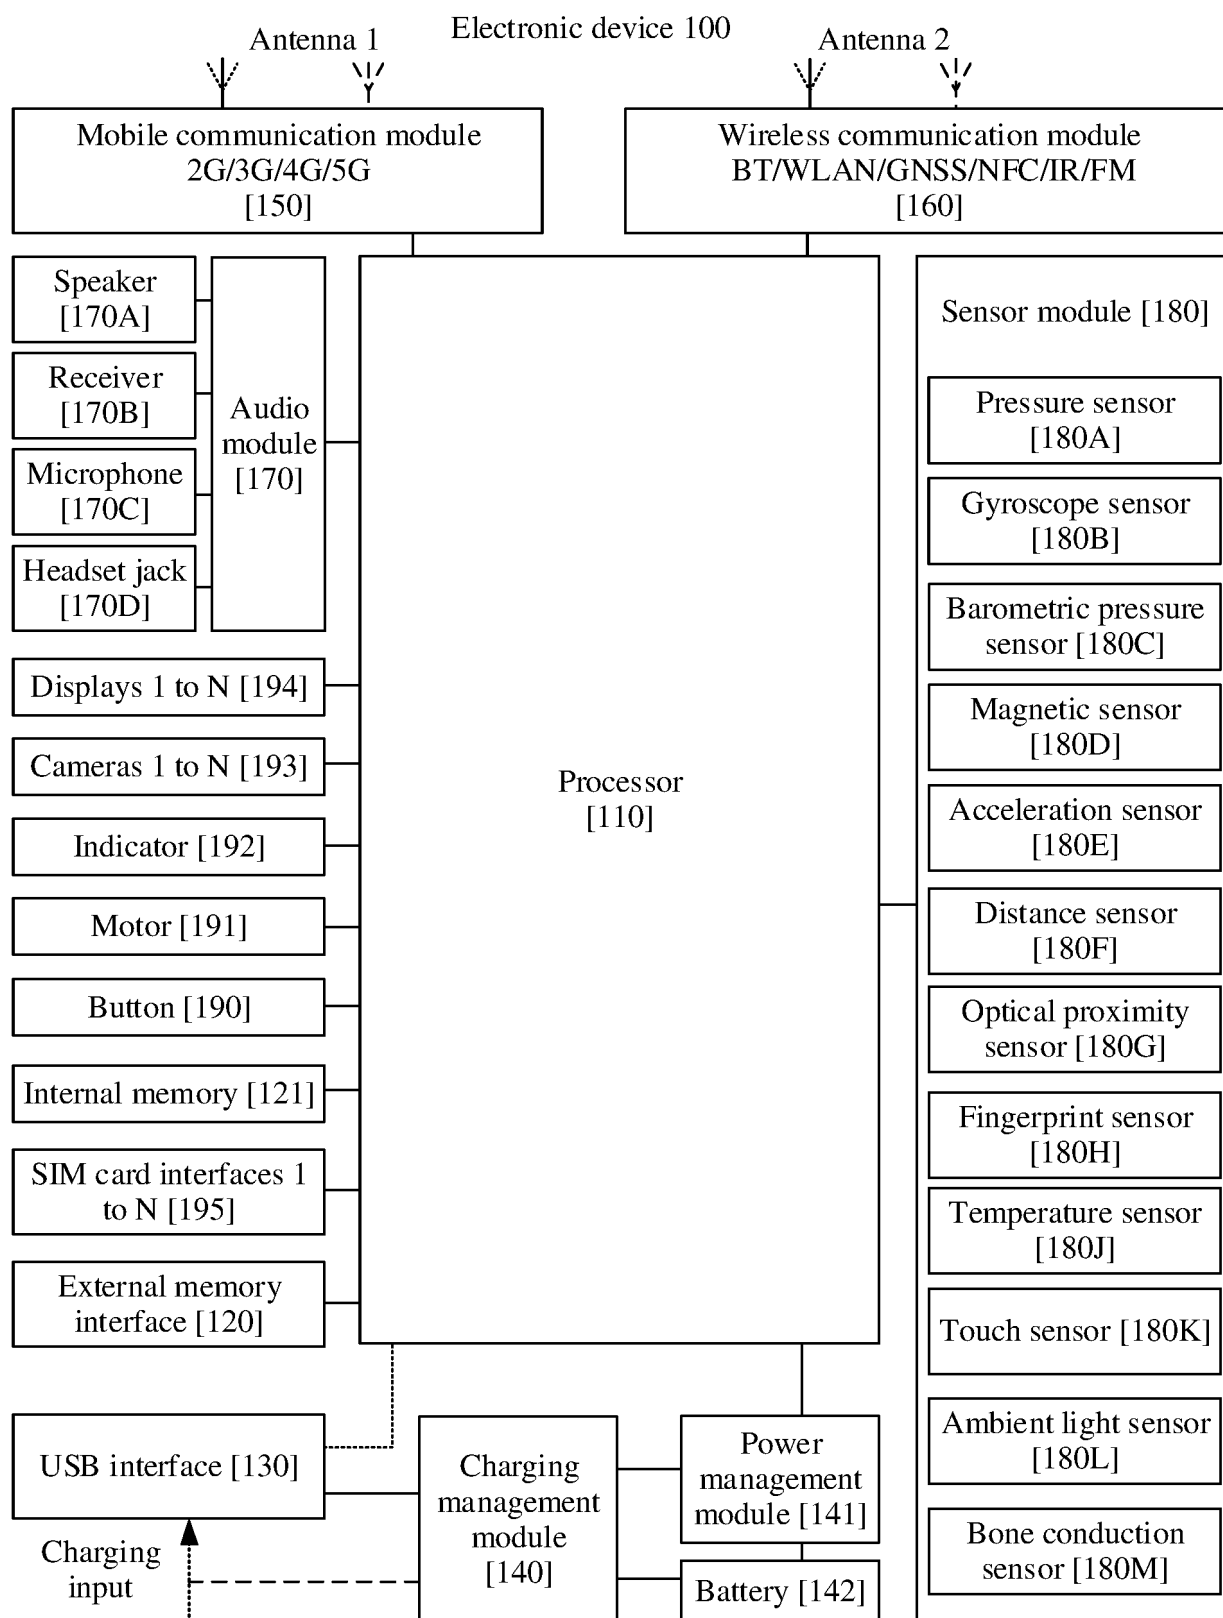 Electronic device 100
Antenna 1
Antenna 2
Mobile communication module
2G/3G/4G/5G
[150]
Wireless communication module
BT/WLAN/GNSS/NFC/IR/FM
[160]
Speaker
[170A]
Receiver
[170B]
Microphone
[170C]
Headset jack
[170D]
Audio
module
[170]
Displays 1 to N [194]
Cameras 1 to N [193]
Indicator [192]
Motor [191]
Button [190]
Internal memory [121]
SIM card interfaces 1
to N [195]
External memory
interface [120]
Processor
[110]
Sensor module [180]
Pressure sensor
[180A]
Gyroscope sensor
[180B]
Barometric pressure
sensor [180C]
Magnetic sensor
[180D]
Acceleration sensor
[180E]
Distance sensor
[180F]
Optical proximity
sensor [180G]
Fingerprint sensor
[180H]
Temperature sensor
[180J]
Touch sensor [180K]
Ambient light sensor
[180L]
Bone conduction
sensor [180M]
USB interface [130]
Charging
input
Charging
management
module
[140]
Power
management
module [141]
Battery [142]